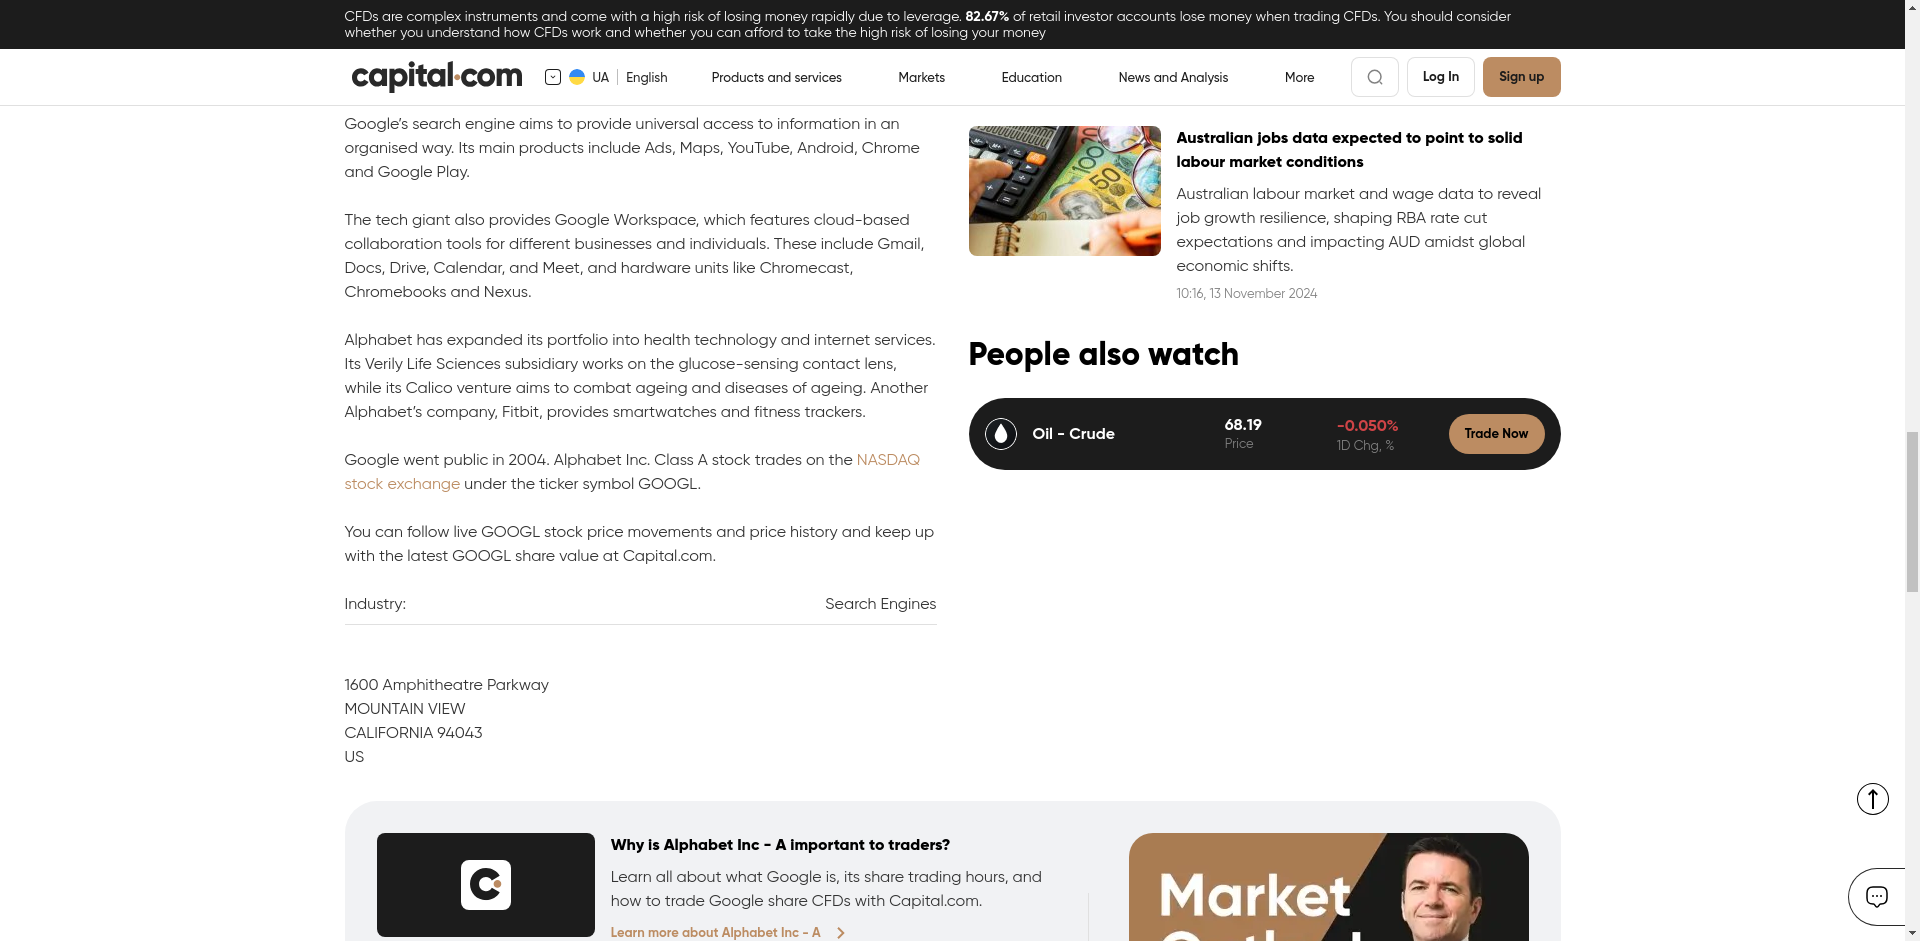 CFDs are complex instruments and come with a high risk of losing money rapidly due to leverage. 82.67% of retail investor accounts lose money when trading CFDs. You should consider
whether you understand how CFDs work and whether you can afford to take the high risk of losing your money
capital.com
UA
English
Products and services
Markets
Education
News and Analysis
More
Log In
Sign up
Google’s search engine aims to provide universal access to information in an
organised way. Its main products include Ads, Maps, YouTube, Android, Chrome
and Google Play.
The tech giant also provides Google Workspace, which features cloud-based
collaboration tools for different businesses and individuals. These include Gmail,
Docs, Drive, Calendar, and Meet, and hardware units like Chromecast,
Chromebooks and Nexus.
Alphabet has expanded its portfolio into health technology and internet services.
Its Verily Life Sciences subsidiary works on the glucose-sensing contact lens,
while its Calico venture aims to combat ageing and diseases of ageing. Another
Alphabet’s company, Fitbit, provides smartwatches and fitness trackers.
Google went public in 2004. Alphabet Inc. Class A stock trades on the NASDAQ
stock exchange under the ticker symbol GOOGL.
You can follow live GOOGL stock price movements and price history and keep up
with the latest GOOGL share value at Capital.com.
Industry:
Search Engines
1600 Amphitheatre Parkway
MOUNTAIN VIEW
CALIFORNIA 94043
US
Australian jobs data expected to point to solid
labour market conditions
Australian labour market and wage data to reveal
job growth resilience, shaping RBA rate cut
expectations and impacting AUD amidst global
economic shifts.
10:16, 13 November 2024
People also watch
Oil - Crude
68.19
Price
-0.050%
1D Chg, %
Trade Now
Why is Alphabet Inc - A important to traders?
Learn all about what Google is, its share trading hours, and
how to trade Google share CFDs with Capital.com.
Learn more about Alphabet Inc - A
Market